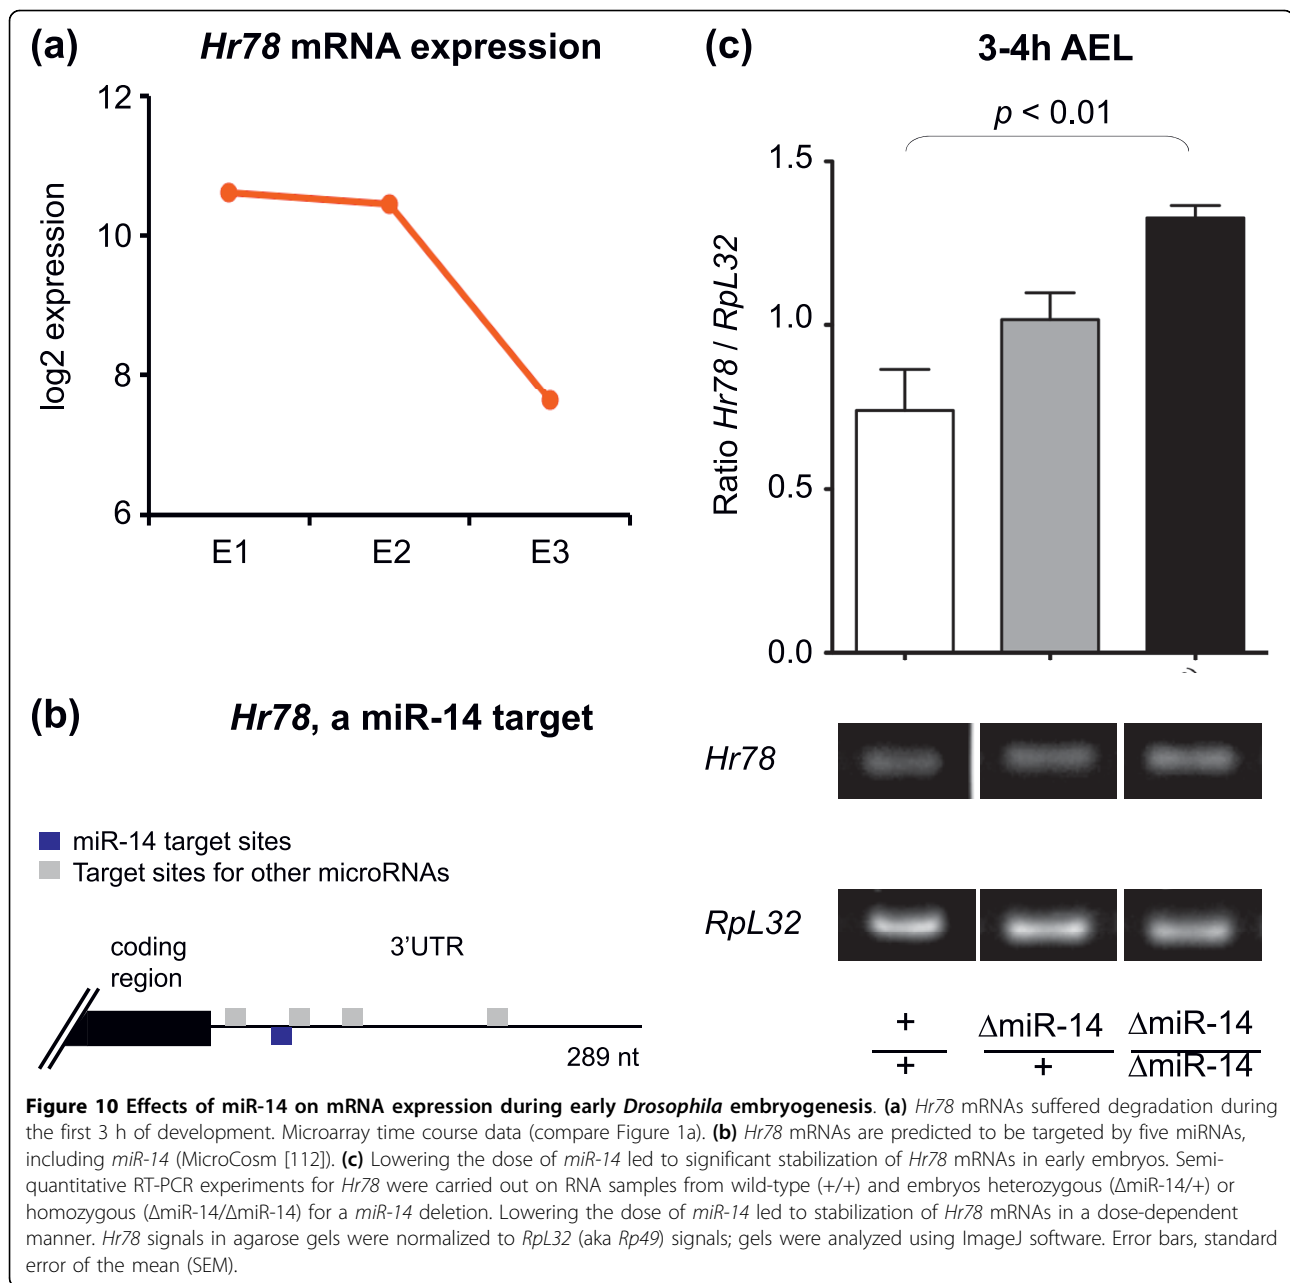 (a)
Hr78 mRNA expression
12
10
8
6
log2 expression
E1
E2
E3
(b)
Hr78, a miR-14 target
miR-14 target sites
Target sites for other microRNAs
coding
region
3'UTR
289 nt
(c)
3-4h AEL
p < 0.01
1.5
1.0
0.5
0.0
Ratio Hr78 / RpL32
Hr78
RpL32
+
+
ΔmiR-14
+
ΔmiR-14
ΔmiR-14
Figure 10 Effects of miR-14 on mRNA expression during early Drosophila embryogenesis. (a) Hr78 mRNAs suffered degradation during
the first 3 h of development. Microarray time course data (compare Figure 1a). (b) Hr78 mRNAs are predicted to be targeted by five miRNAs,
including miR-14 (MicroCosm [112]). (c) Lowering the dose of miR-14 led to significant stabilization of Hr78 mRNAs in early embryos. Semi-
quantitative RT-PCR experiments for Hr78 were carried out on RNA samples from wild-type (+/+) and embryos heterozygous (ΔmiR-14/+) or
homozygous (ΔmiR-14/ΔmiR-14) for a miR-14 deletion. Lowering the dose of miR-14 led to stabilization of Hr78 mRNAs in a dose-dependent
manner. Hr78 signals in agarose gels were normalized to RpL32 (aka Rp49) signals; gels were analyzed using ImageJ software. Error bars, standard
error of the mean (SEM).